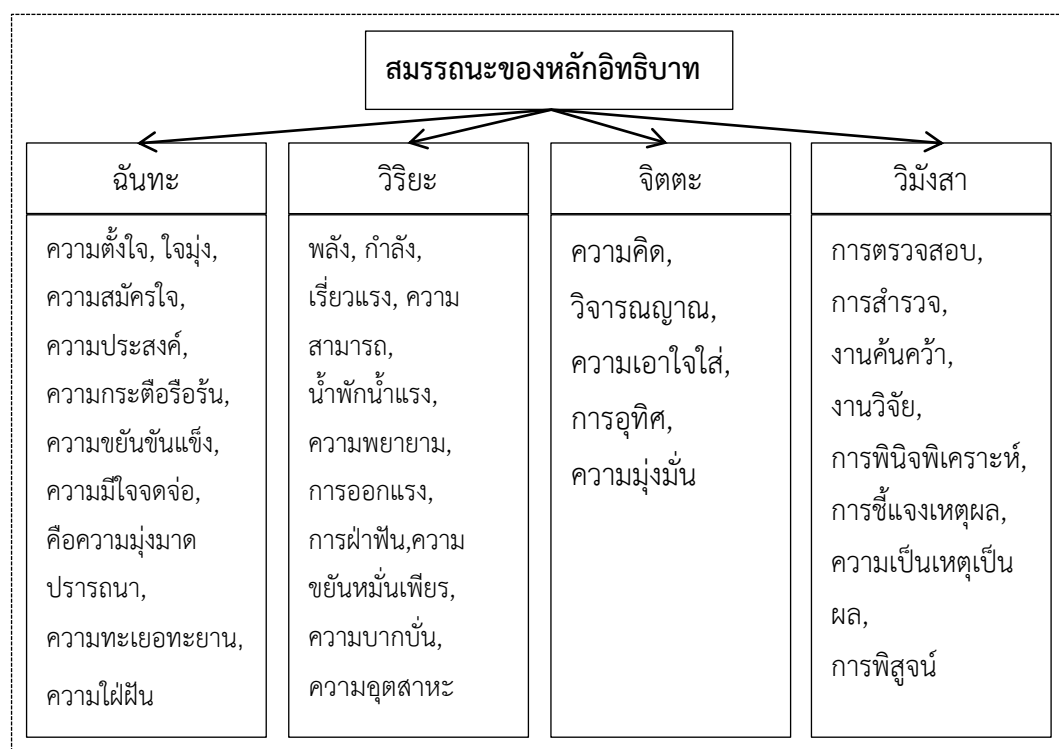 สมรรถนะของหลักอิทธิบาท
ฉันทะ
ความตั้งใจ, ใจมุ่ง,
ความสมัครใจ,
ความประสงค์,
ความกระตือรือร้น,
ความขยันขันแข็ง,
ความมีใจจดจ่อ,
คือความมุ่งมาด
ปรารถนา,
ความทะเยอทะยาน,
ความใฝ่ฝัน
วิริยะ
พลัง, กำลัง,
เรี่ยวแรง, ความ
สามารถ,
น้ำพักน้ำแรง,
ความพยายาม,
การออกแรง,
การฝ่าฟัน,ความ
ขยันหมั่นเพียร,
ความบากบั่น,
ความอุตสาหะ
จิตตะ
ความคิด,
วิจารณญาณ,
ความเอาใจใส่,
การอุทิศ,
ความมุ่งมั่น
วิมังสา
การตรวจสอบ,
การสำรวจ,
งานค้นคว้า,
งานวิจัย,
การพินิจพิเคราะห์,
การชี้แจงเหตุผล,
ความเป็นเหตุเป็น
ผล,
การพิสูจน์